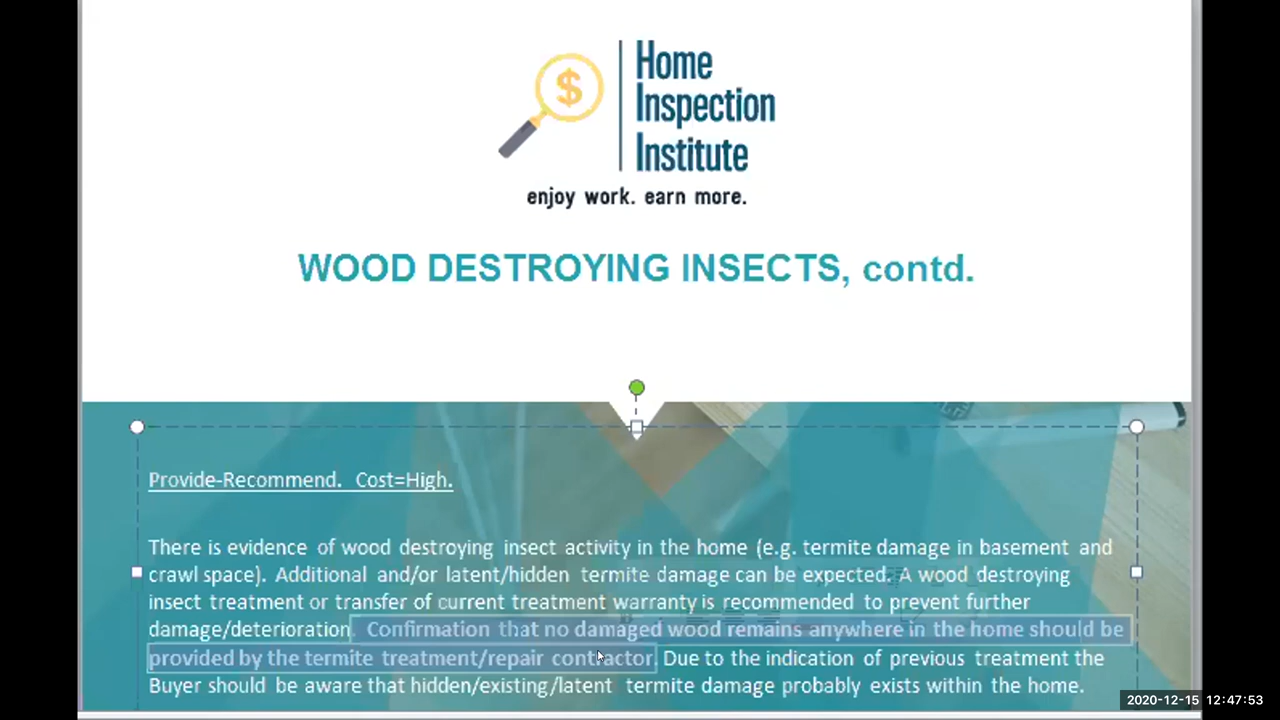 $
Home
Inspection
Institute
enjoy work. earn more.
WOOD DESTROYING INSECTS, contd.
Provide-Recommend. Cost=High.
There is evidence of wood destroying insect activity in the home (e.g. termite damage in basement and
crawl space). Additional and/or latent/hidden termite damage can be expected. A wood destroying
insect treatment or transfer of current treatment warranty is recommended to prevent further
damage/deterioration. Confirmation that no damaged wood remains anywhere in the home should be
provided by the termite treatment/repair contractor. Due to the indication of previous treatment the
Buyer should be aware that hidden/existing/latent termite damage probably exists within the home.
2020-12-15 12:47:53